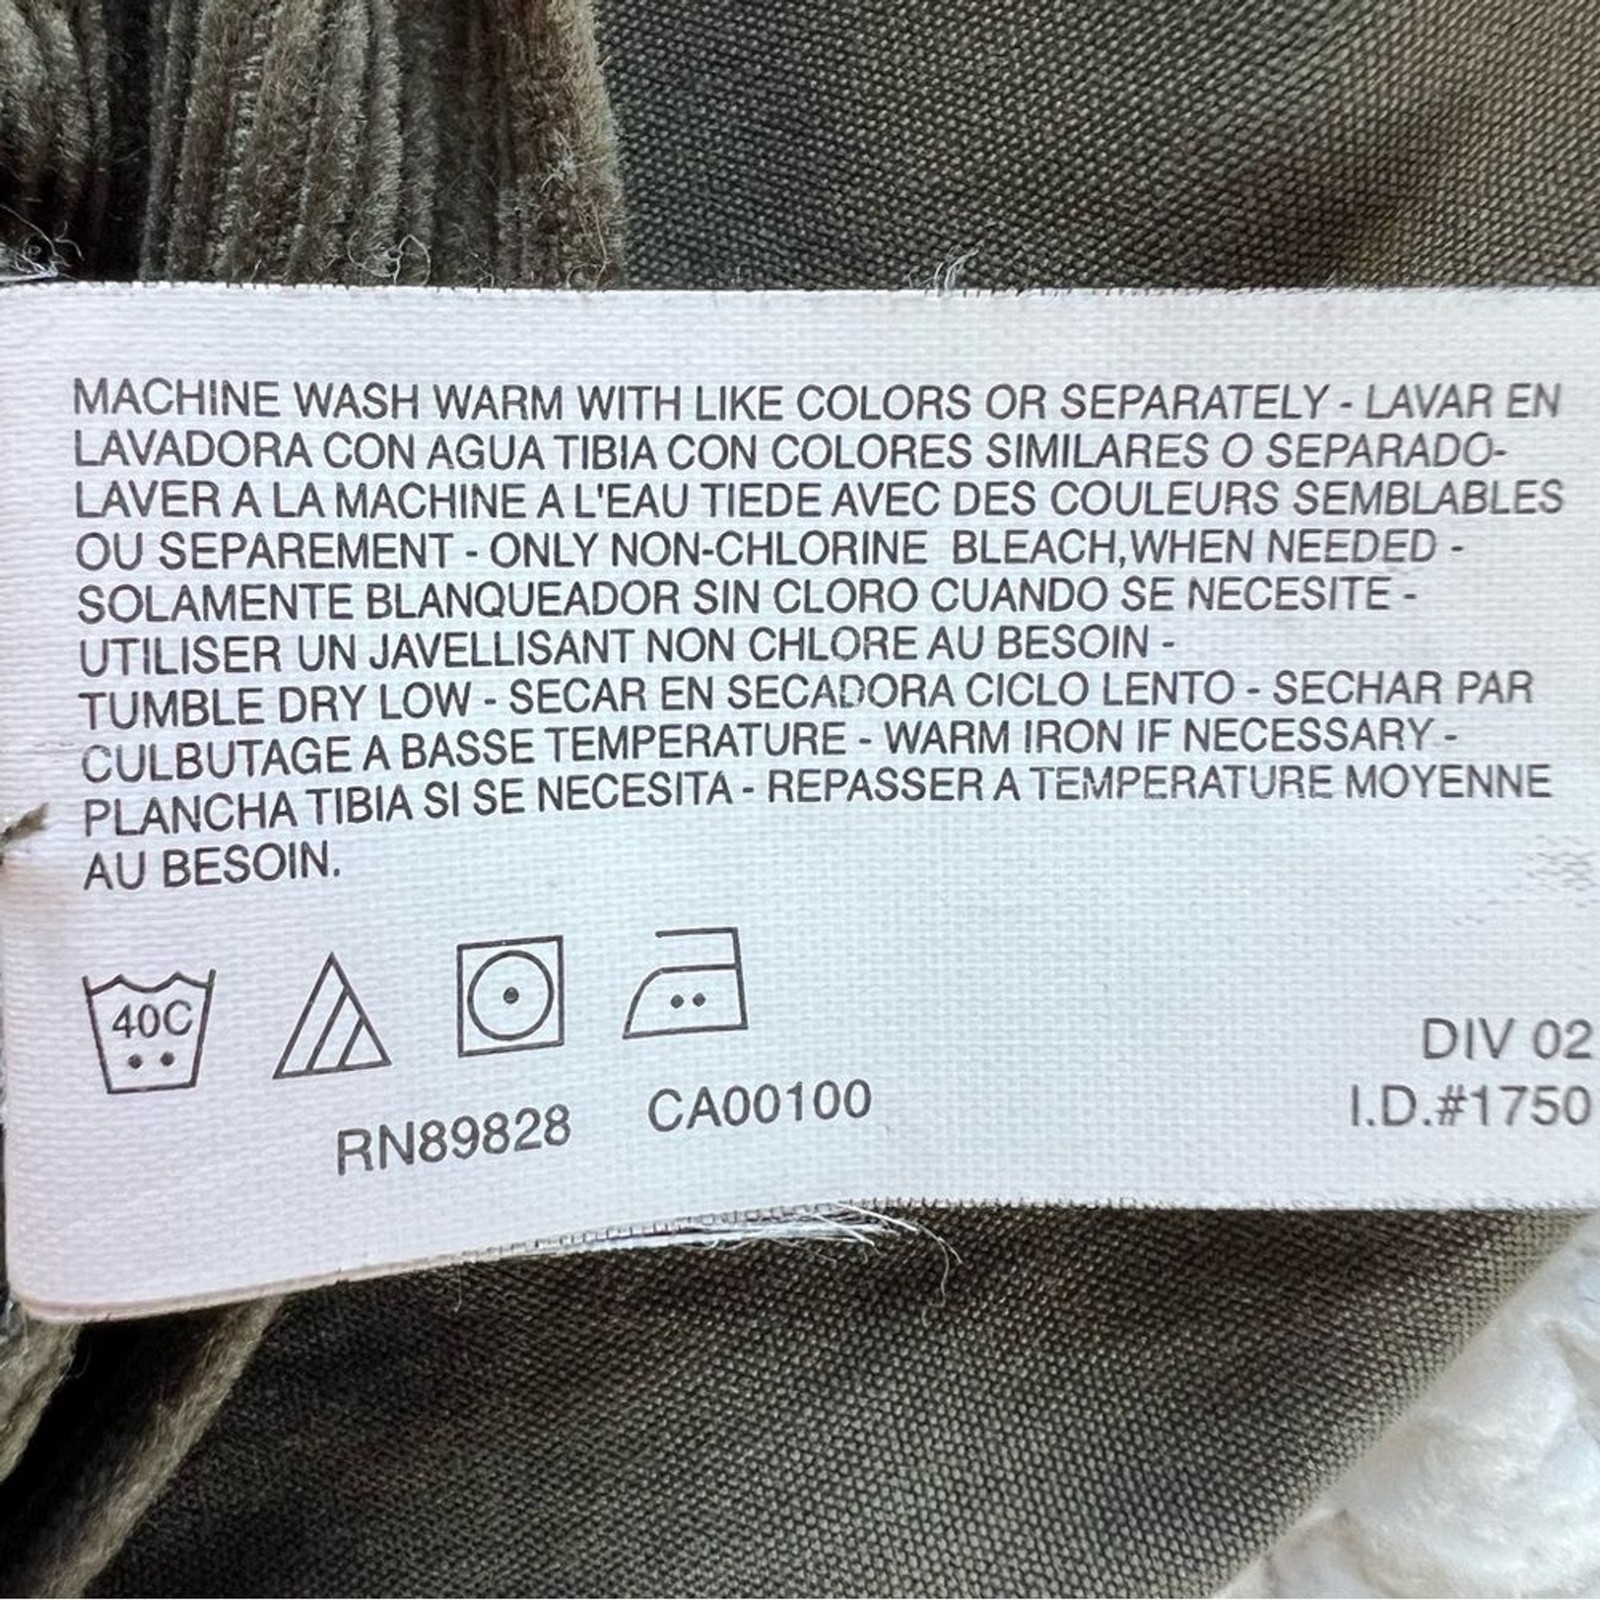 MACHINE WASH WARM WITH LIKE COLORS OR SEPARATELY - LAVAR EN
LAVADORA CON AGUA TIBIA CON COLORES SIMILARES O SEPARADO-
LAVER A LA MACHINE A L'EAU TIEDE AVEC DES COULEURS SEMBLABLES
OU SEPAREMENT - ONLY NON-CHLORINE BLEACH,WHEN NEEDED -
SOLAMENTE BLANQUEADOR SIN CLORO CUANDO SE NECESITE -
UTILISER UN JAVELLISANT NON CHLORE AU BESOIN -
TUMBLE DRY LOW - SECAR EN SECADORA CICLO LENTO - SECHAR PAR
CULBUTAGE A BASSE TEMPERATURE - WARM IRON IF NECESSARY -
PLANCHA TIBIA SI SE NECESITA - REPASSER A TEMPERATURE MOYENNE
AU BESOIN.
40C
DIV 02
RN89828 CA00100 I.D.#1750